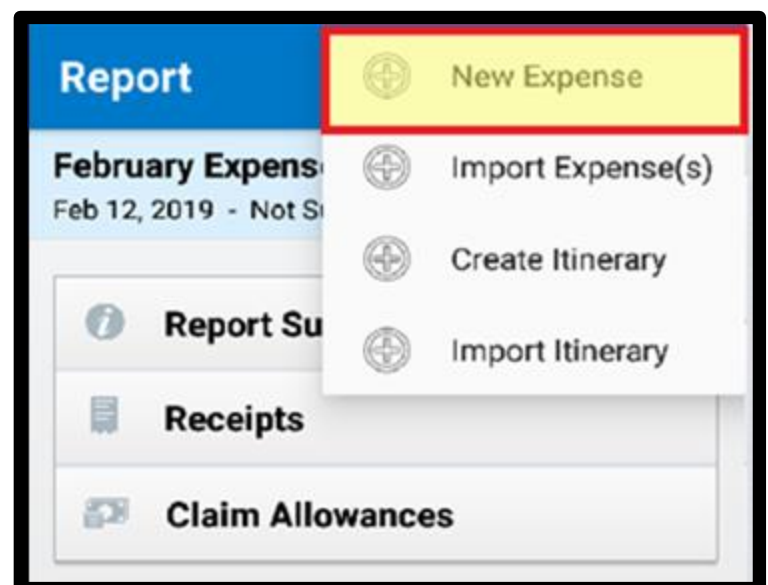 Report
New Expense
February Expens
Import Expense(s)
Feb 12, 2019 - Not Su
Create Itinerary
Report Su
Import Itinerary
Receipts
Claim Allowances